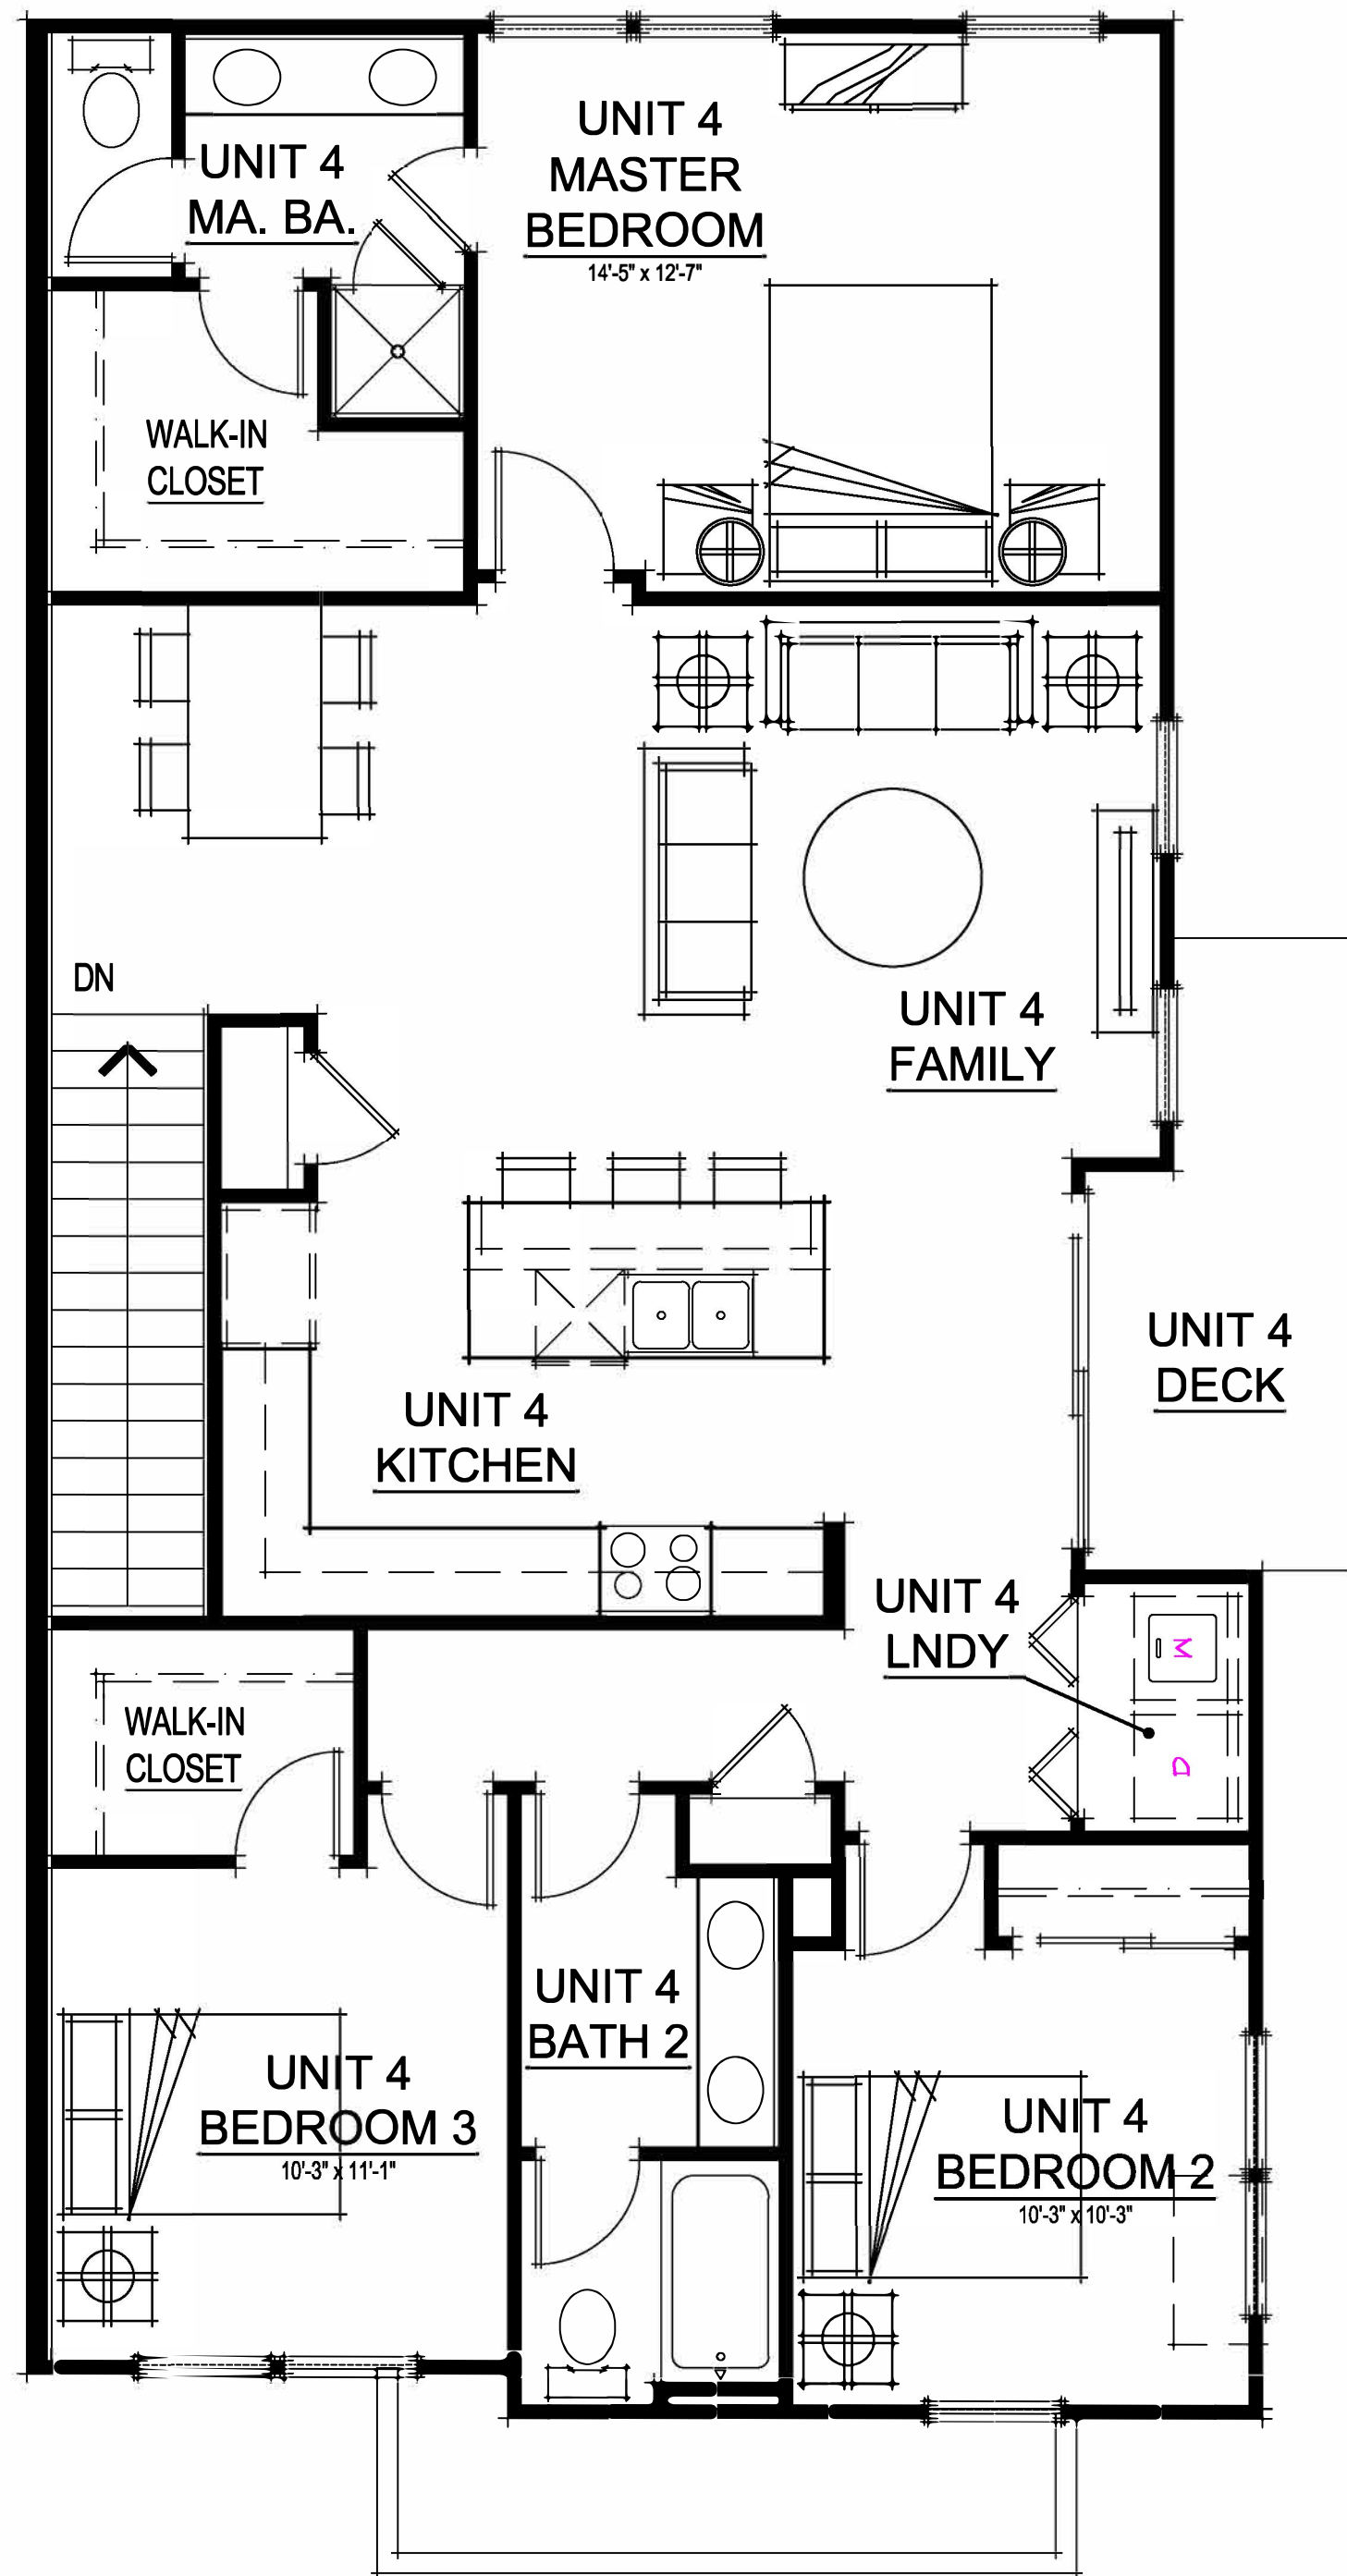 UNIT 4
MA. BA.
UNIT 4
MASTER
BEDROOM
14'-5" x 12'-7"
WALK-IN
CLOSET
DN
UNIT 4
FAMILY
UNIT 4
DECK
UNIT 4
KITCHEN
UNIT 4
LNDY
W
D
WALK-IN
CLOSET
UNIT 4
BATH 2
UNIT 4
BEDROOM 3
10'-3" x 11'-1"
UNIT 4
BEDROOM 2
10'-3" x 10'-3"